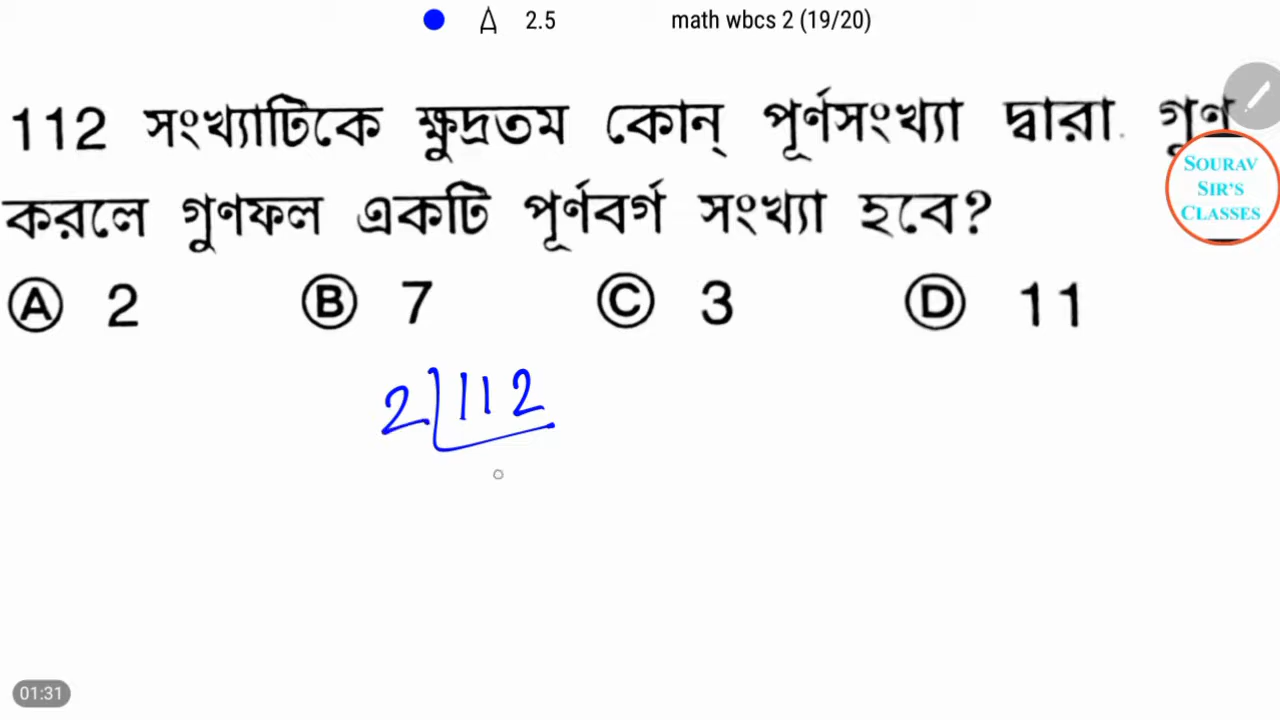 2.5 math wbcs 2 (19/20)
112 সংখ্যাটিকে ক্ষুদ্রতম কোন্ পূর্ণসংখ্যা দ্বারা গুণ
করলে গুণফল একটি পূর্ণবর্গ সংখ্যা হবে?
SOURAV
SIR'S
CLASSES
A 2 B 7 C 3 D 11
2 112
01:31